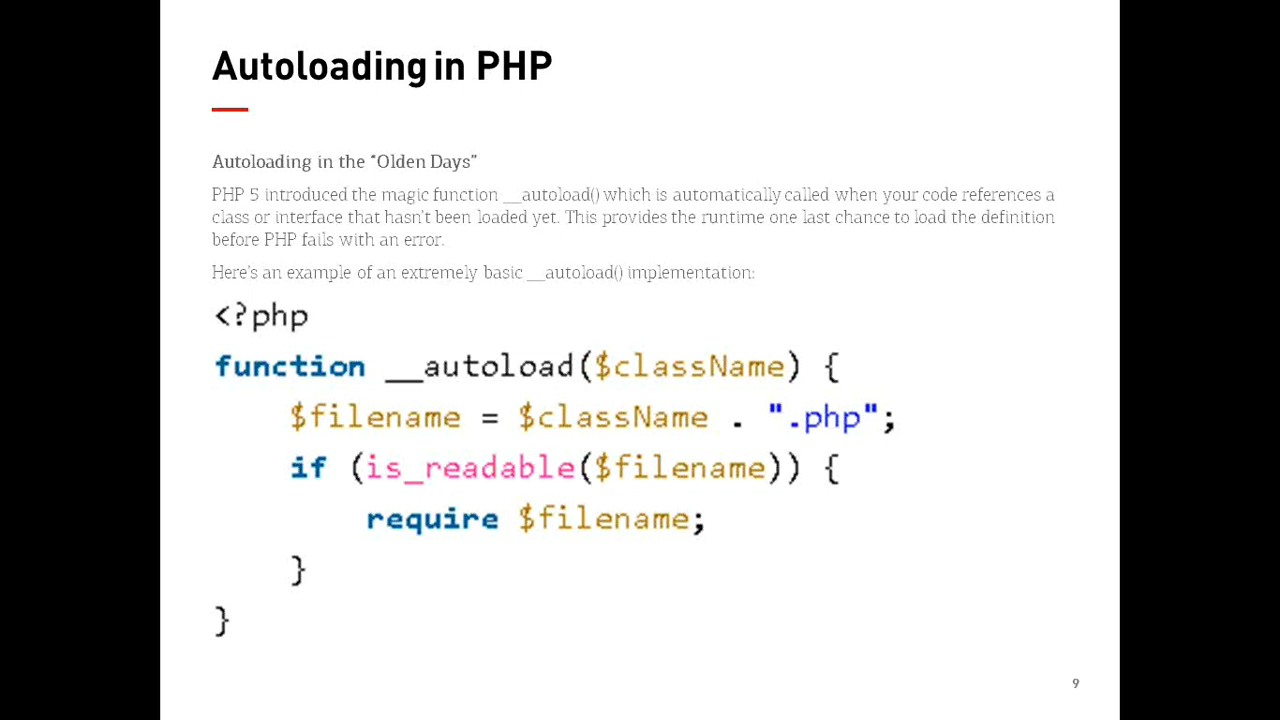 Autoloading in PHP
Autoloading in the “Olden Days”
PHP 5 introduced the magic function __autoload() which is automatically called when your code references a
class or interface that hasn't been loaded yet. This provides the runtime one last chance to load the definition
before PHP fails with an error.
Here's an example of an extremely basic __autoload() implementation:
<?php
function __autoload($className) {
    $filename = $className . ".php";
    if (is_readable($filename)) {
        require $filename;
    }
}
9